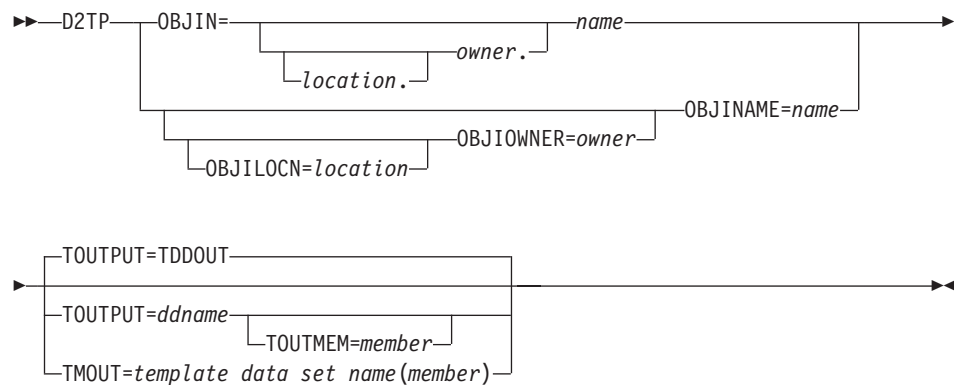 D2TP OBJIN= name
owner.
location.
OBJINAME=name
OBJIOWNER=owner
OBJILOCN=location
TOUTPUT=TDDOUT
TOUTPUT=ddname
TOUTMEM=member
TMOUT=template data set name(member)